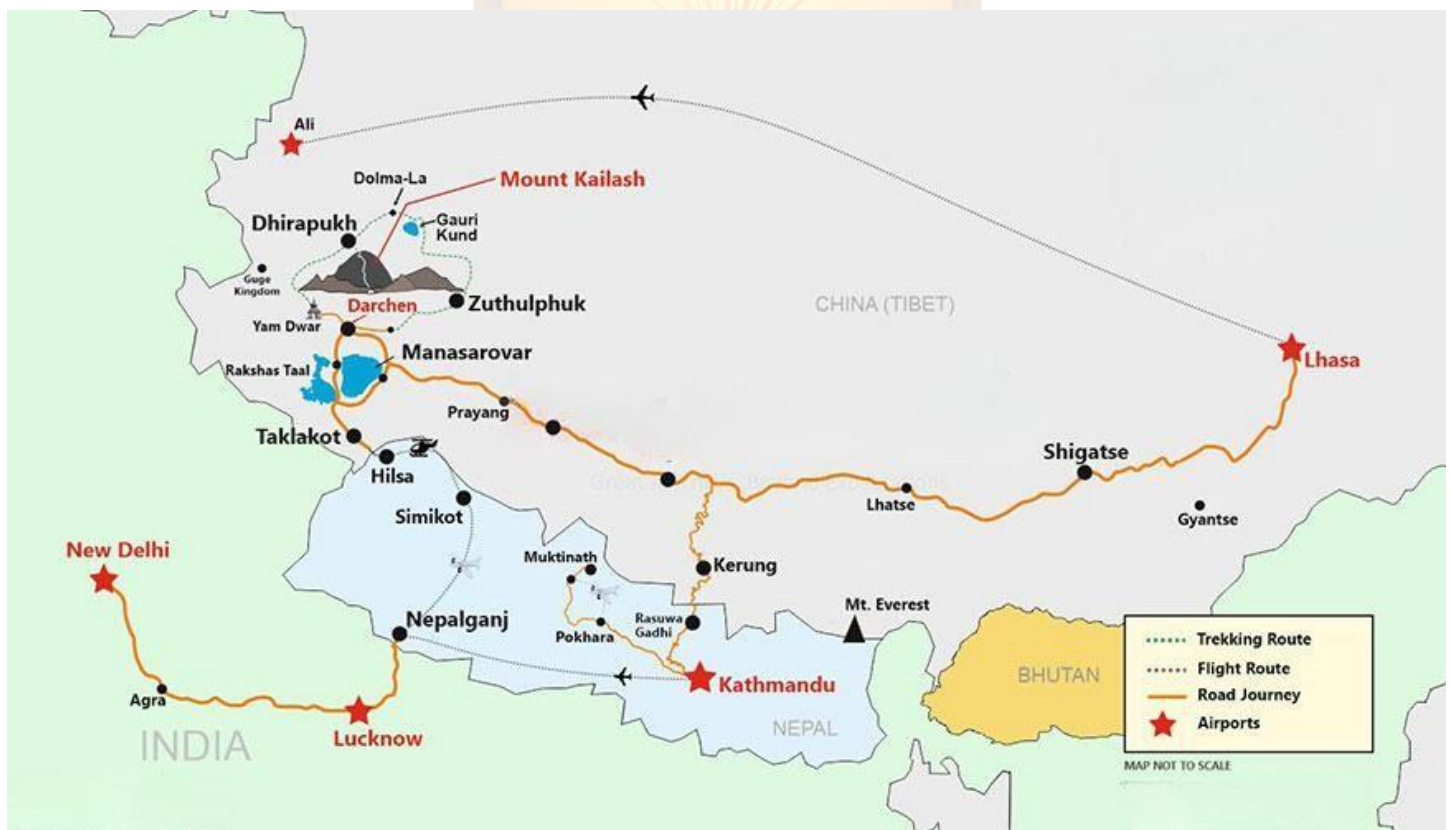 Ali
Dolma-La
Mount Kailash
Dhirapukh
Gauri
Kund
Guge
Kingdom
Darchen
Zuthulphuk
CHINA (TIBET)
Yam Dwar
Manasarovar
Rakshas Taal
Lhasa
Prayang
Taklakot
Shigatse
Hilsa
Lhatse
Simikot
Gyantse
New Delhi
Muktinath
Kerung
Mt. Everest
Nepalganj
Rasuwa
Gadhi
Pokhara
Trekking Route
Flight Route
Road Journey
Airports
BHUTAN
Kathmandu
Agra
NEPAL
INDIA
Lucknow
MAP NOT TO SCALE